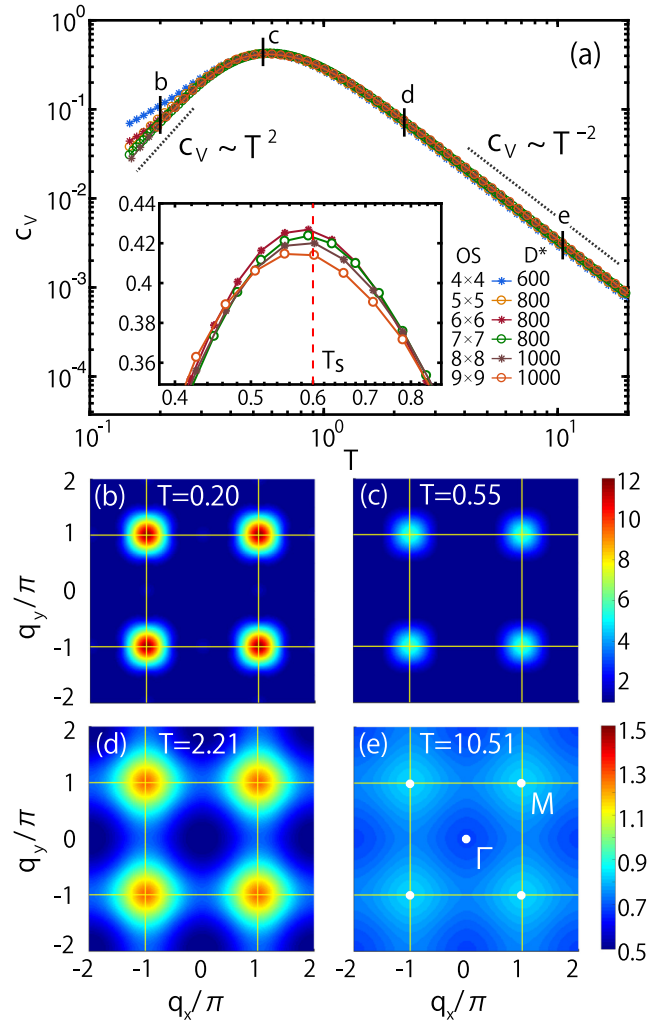 (a)
b
c
d
e
c_V ~ T²
c_V ~ T⁻²
c_V
10⁰
10⁻¹
10⁻²
10⁻³
10⁻⁴
10⁻¹
10⁰
10¹
T
0.44
0.42
0.4
0.36
0.4
0.5
0.6
0.7
0.8
T_S
OS D*
4×4 600
5×5 800
6×6 800
7×7 800
8×8 1000
9×9 1000
(b) T=0.20
(c) T=0.55
q_y/π
2
1
0
-1
-2
12
10
8
6
4
2
(d) T=2.21
(e) T=10.51
M
Γ
q_y/π
2
1
0
-1
-2
-2 -1 0 1 2
-2 -1 0 1 2
q_x/π
q_x/π
1.5
1.3
1.1
0.9
0.7
0.5